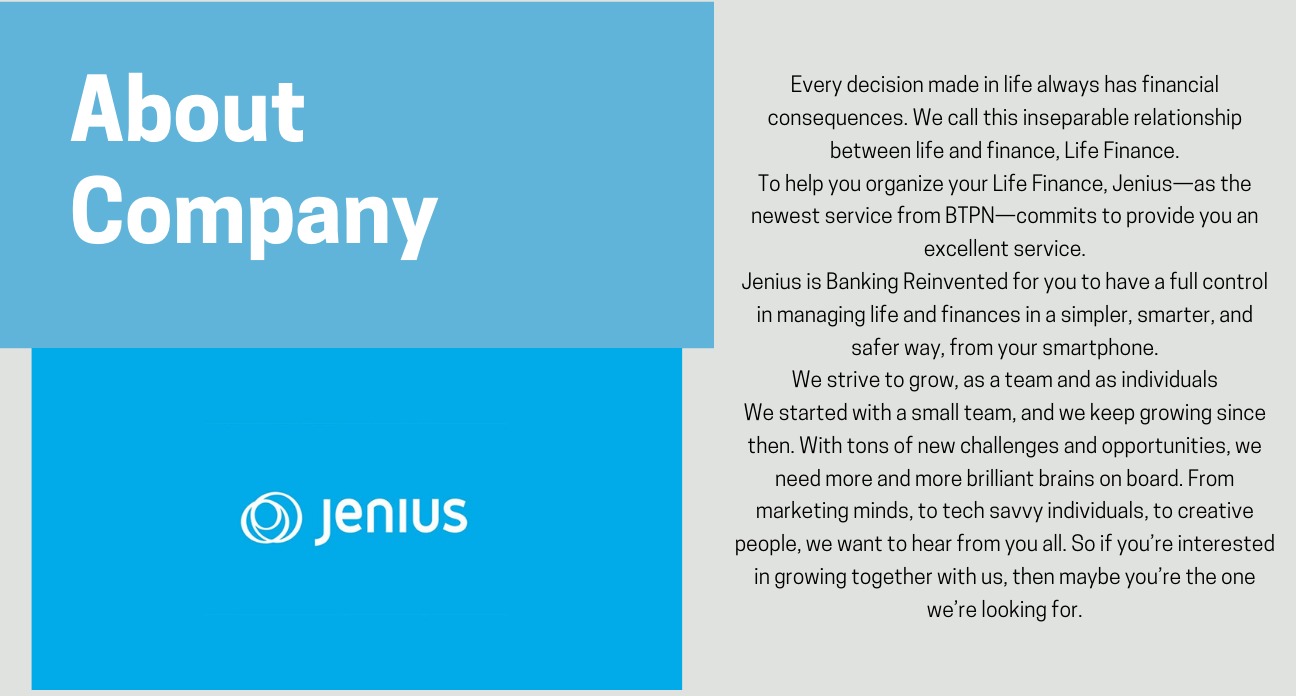 About
Company
jenius
Every decision made in life always has financial
consequences. We call this inseparable relationship
between life and finance, Life Finance.
To help you organize your Life Finance, Jenius—as the
newest service from BTPN—commits to provide you an
excellent service.
Jenius is Banking Reinvented for you to have a full control
in managing life and finances in a simpler, smarter, and
safer way, from your smartphone.
We strive to grow, as a team and as individuals
We started with a small team, and we keep growing since
then. With tons of new challenges and opportunities, we
need more and more brilliant brains on board. From
marketing minds, to tech savvy individuals, to creative
people, we want to hear from you all. So if you’re interested
in growing together with us, then maybe you’re the one
we’re looking for.